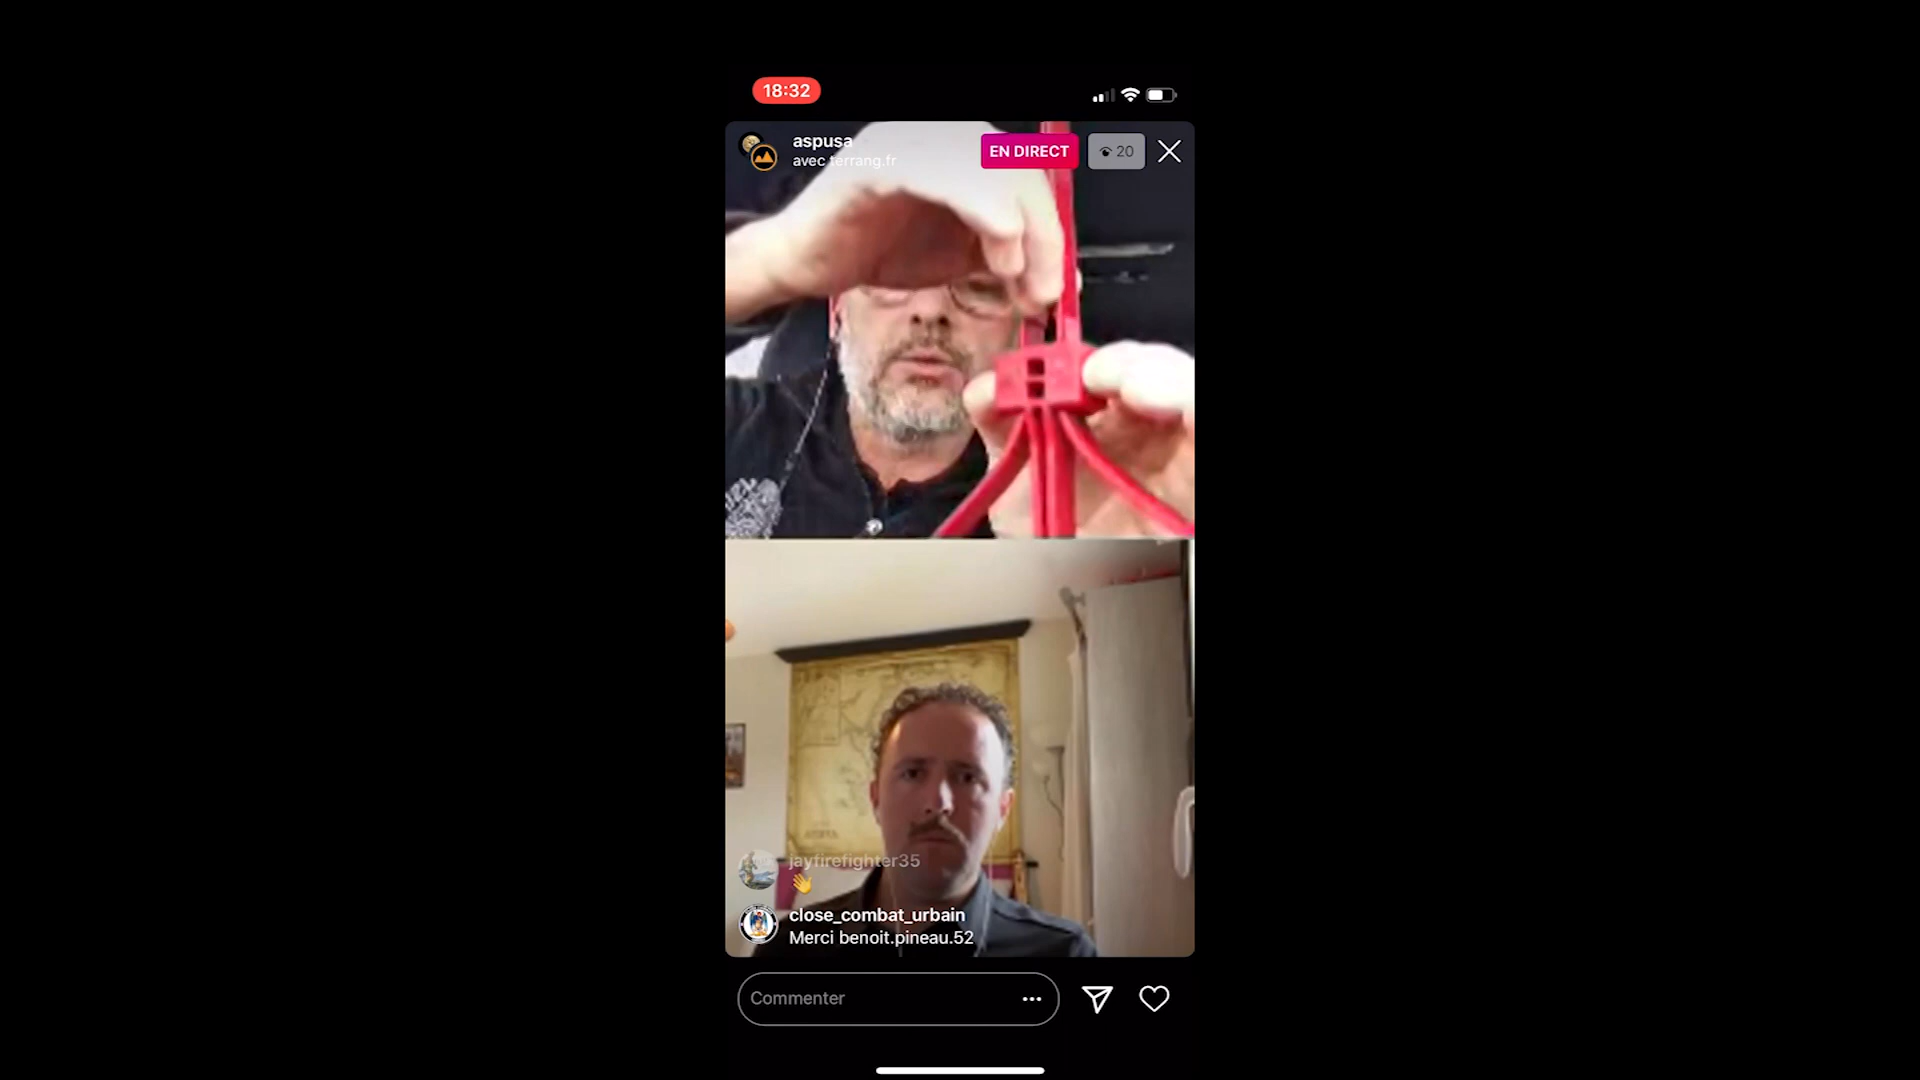 18:32
aspusa
avec terrang.fr
EN DIRECT
20
jayfirefighter35
close_combat_urbain
Merci benoit.pineau.52
Commenter